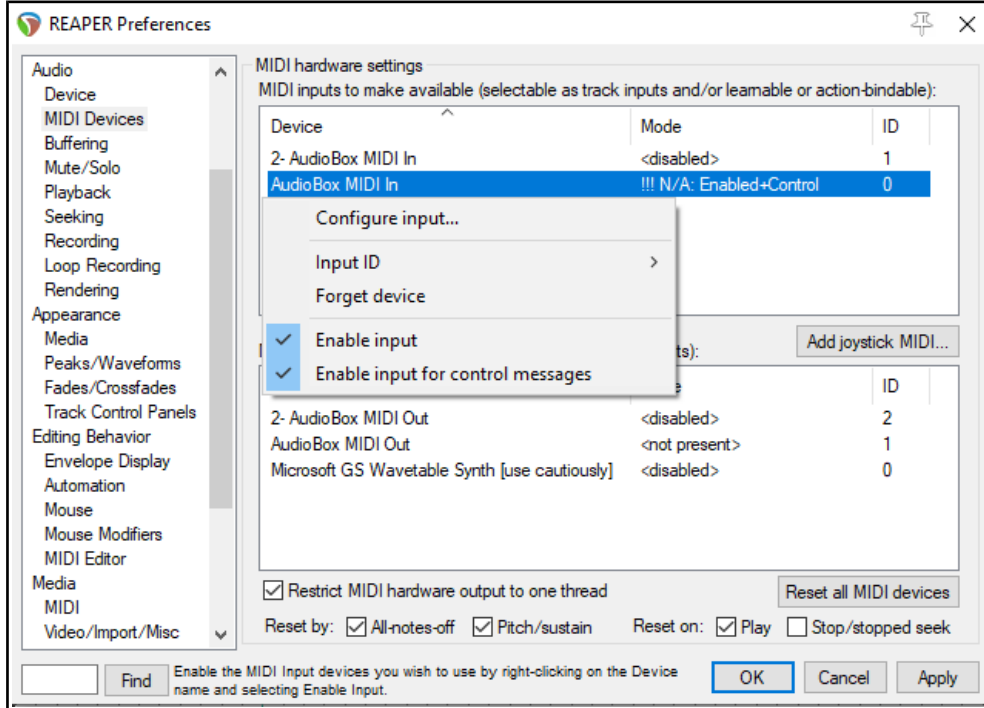 REAPER Preferences
Audio
Device
MIDI Devices
Buffering
Mute/Solo
Playback
Seeking
Recording
Loop Recording
Rendering
Appearance
Media
Peaks/Waveforms
Fades/Crossfades
Track Control Panels
Editing Behavior
Envelope Display
Automation
Mouse
Mouse Modifiers
MIDI Editor
Media
MIDI
Video/Import/Misc
Find
MIDI hardware settings
MIDI inputs to make available (selectable as track inputs and/or learnable or action-bindable):
Device Mode ID
2- AudioBox MIDI In <disabled> 1
AudioBox MIDI In !!! N/A: Enabled+Control 0
Configure input...
Input ID
Forget device
Enable input
Enable input for control messages
ts):
Add joystick MIDI...
ID
2- AudioBox MIDI Out <disabled> 2
AudioBox MIDI Out <not present> 1
Microsoft GS Wavetable Synth [use cautiously] <disabled> 0
Restrict MIDI hardware output to one thread
Reset all MIDI devices
Reset by: All-notes-off Pitch/sustain Reset on: Play Stop/stopped seek
Enable the MIDI Input devices you wish to use by right-clicking on the Device
name and selecting Enable Input.
OK Cancel Apply